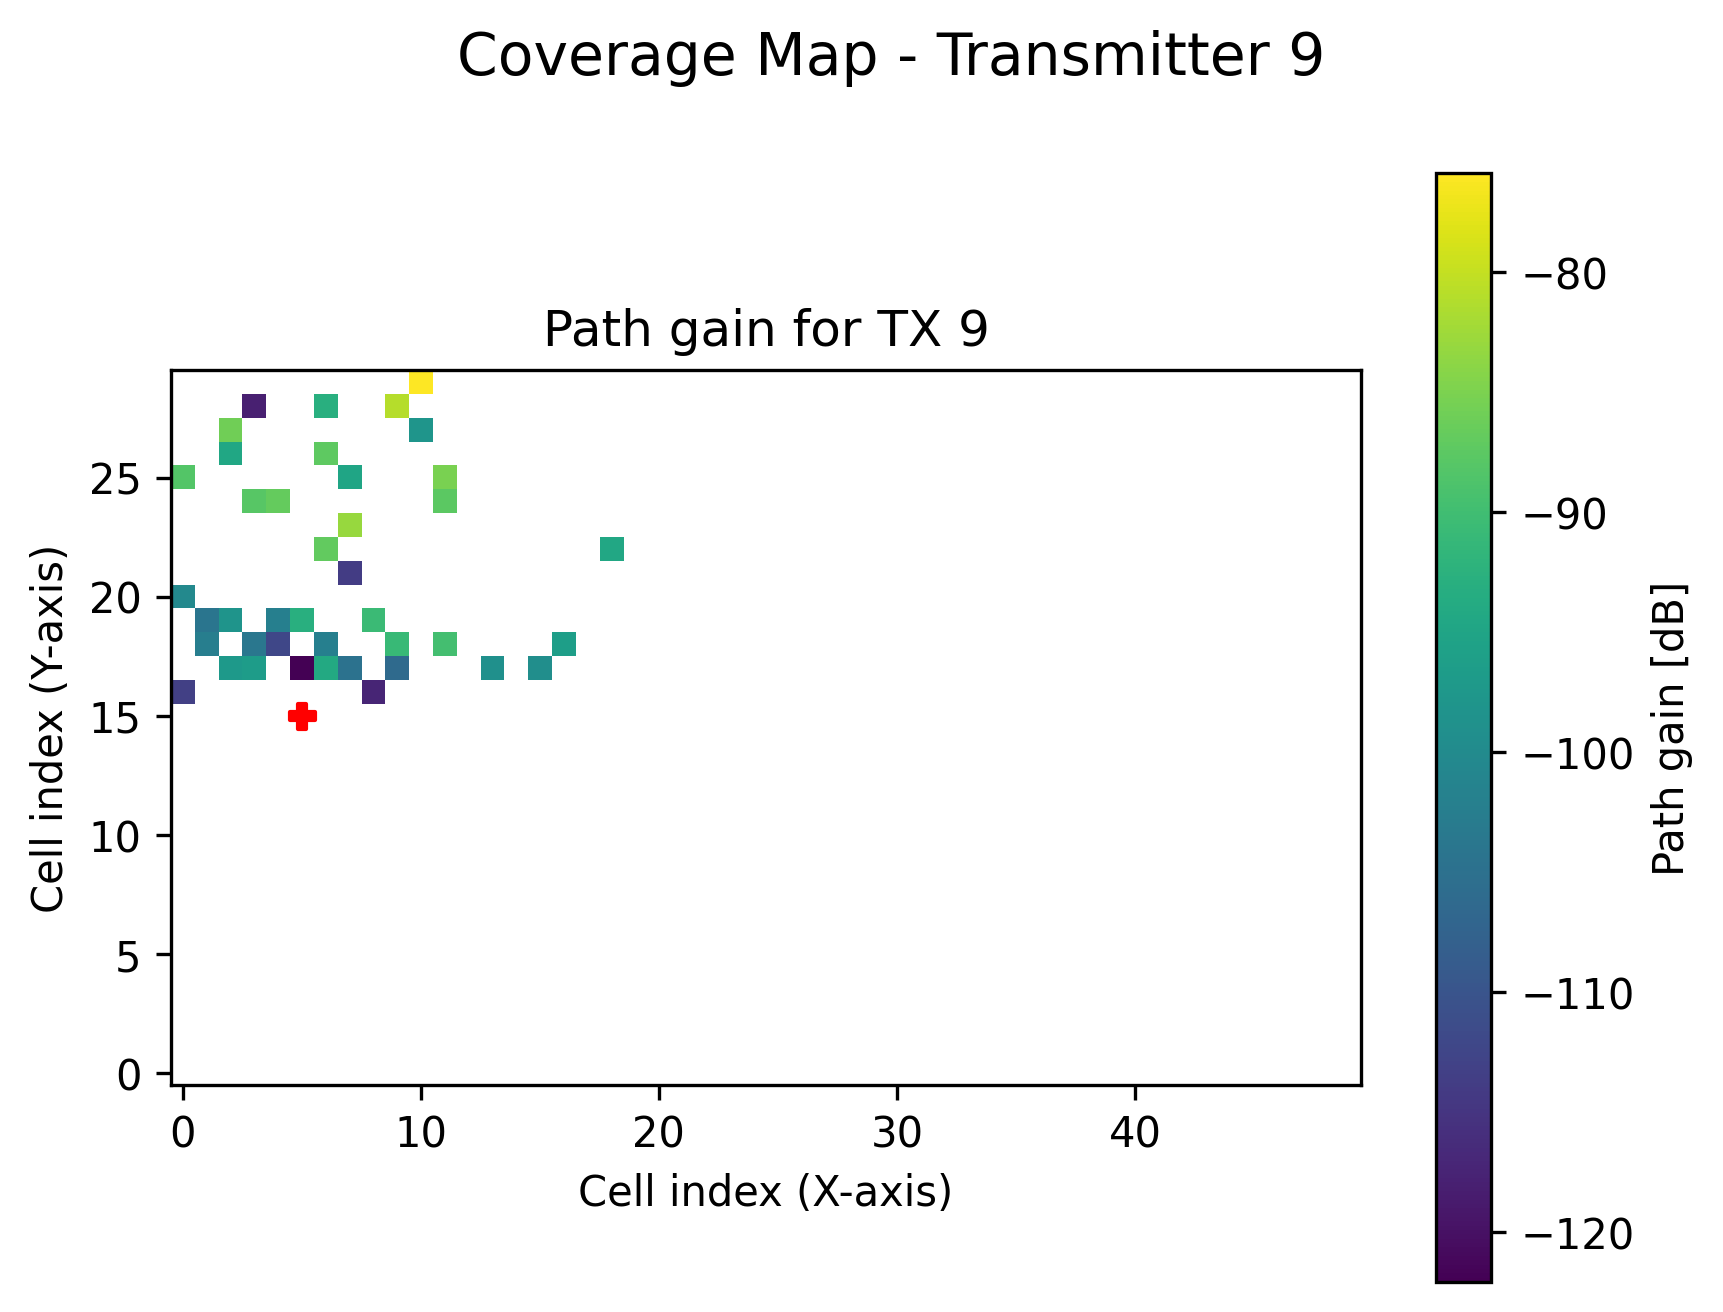 Coverage Map - Transmitter 9
Path gain for TX 9
Cell index (Y-axis)
25
20
15
10
5
0
0 10 20 30 40
Cell index (X-axis)
−80
−90
−100
−110
−120
Path gain [dB]